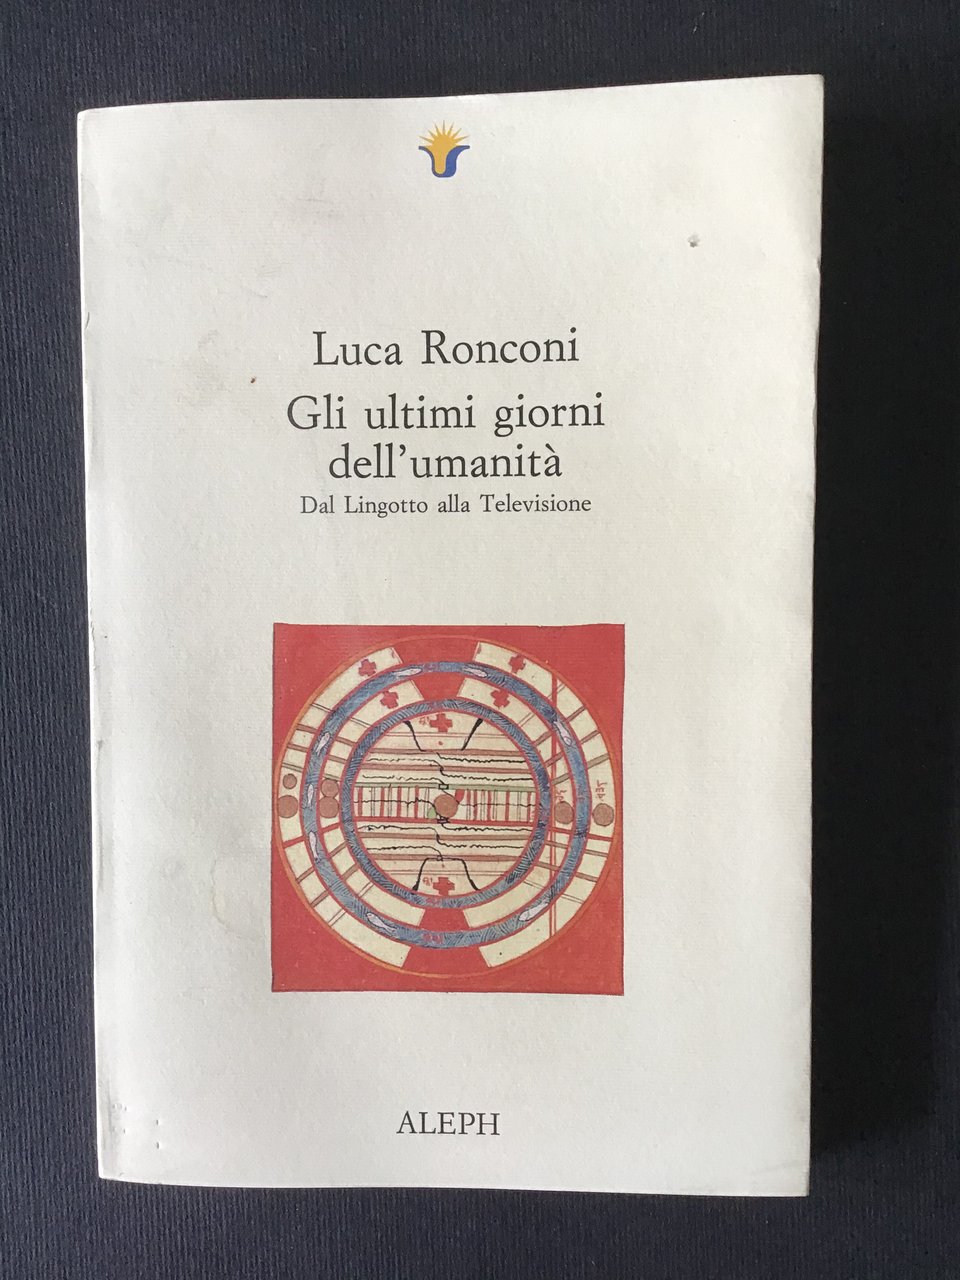 Luca Ronconi
Gli ultimi giorni
dell’umanità
Dal Lingotto alla Televisione
ALEPH